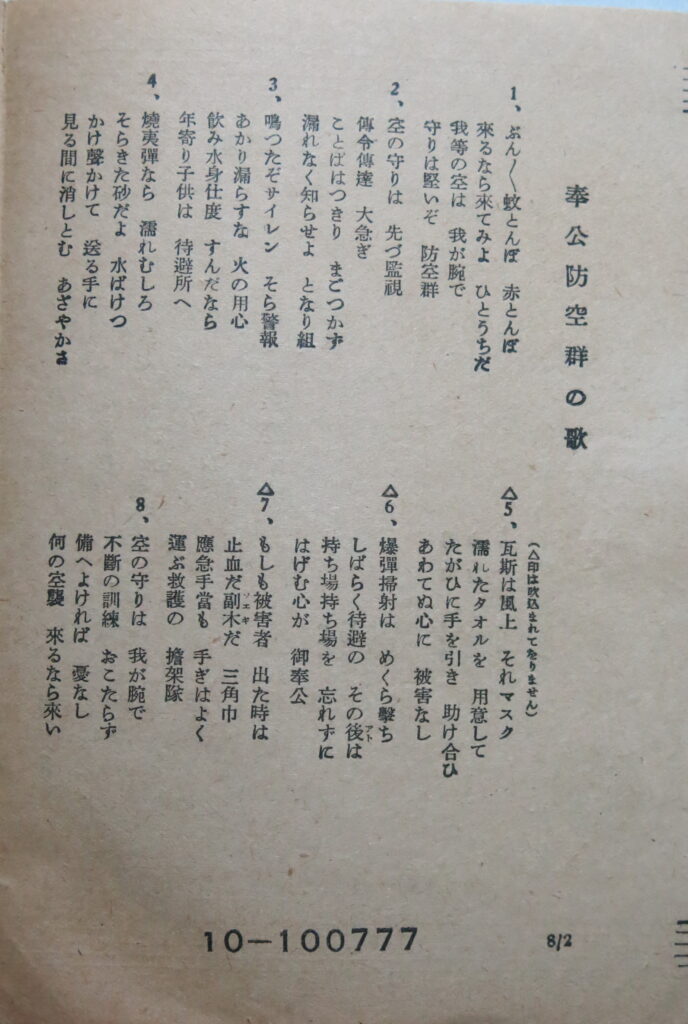 奉公防空群の歌
1、ぶん〳〵蚊とんぼ　赤とんぼ
來るなら來てみよ　ひとうちだ
我等の空は　我が腕で
守りは堅いぞ　防空群
2、空の守りは　先づ監視
傳令傳達　大急ぎ
ことばはつきり　まごつかず
漏れなく知らせよ　となり組
3、鳴つたぞサイレン　そら警報
あかり漏らすな　火の用心
飲み水身仕度　すんだなら
年寄り子供は　待避所へ
4、燒夷彈なら　濡れむしろ
そらきた砂だよ　水ばけつ
かけ聲かけて　送る手に
見る間に消しとむ　あざやかさ
(△印は吹込まれてなりません)
△5、瓦斯は風上　それマスク
濡れたタオルを　用意して
たがひに手を引き　助け合ひ
あわてぬ心に　被害なし
△6、爆彈掃射は　めくら擊ち
しばらく待避の　その後は
アト
持ち場持ち場を　忘れずに
はげむ心が　御奉公
△7、もしも被害者　出た時は
止血だ副木だ　三角巾
ソエキ
應急手當も　手ぎはよく
運ぶ救護の　擔架隊
8、空の守りは　我が腕で
不斷の訓練　おこたらず
備へよければ　憂なし
何の空襲　來るなら來い
10-100777
8/2